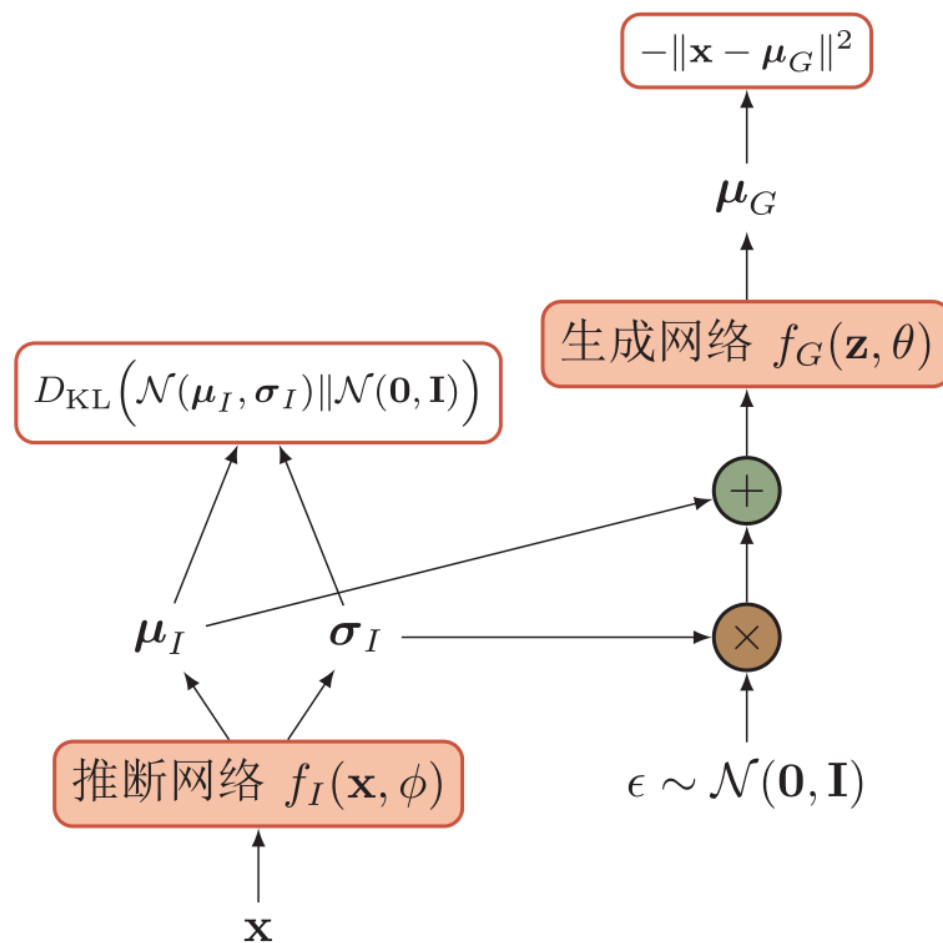 −‖𝐱 − 𝝁_G‖²
𝝁_G
生成网络 f_G(𝐳, θ)
D_KL(𝒩(𝝁_I, 𝝈_I)‖𝒩(𝟎, 𝐈))
+
𝝁_I
𝝈_I
×
推断网络 f_I(𝐱, ϕ)
ϵ ∼ 𝒩(𝟎, 𝐈)
𝐱